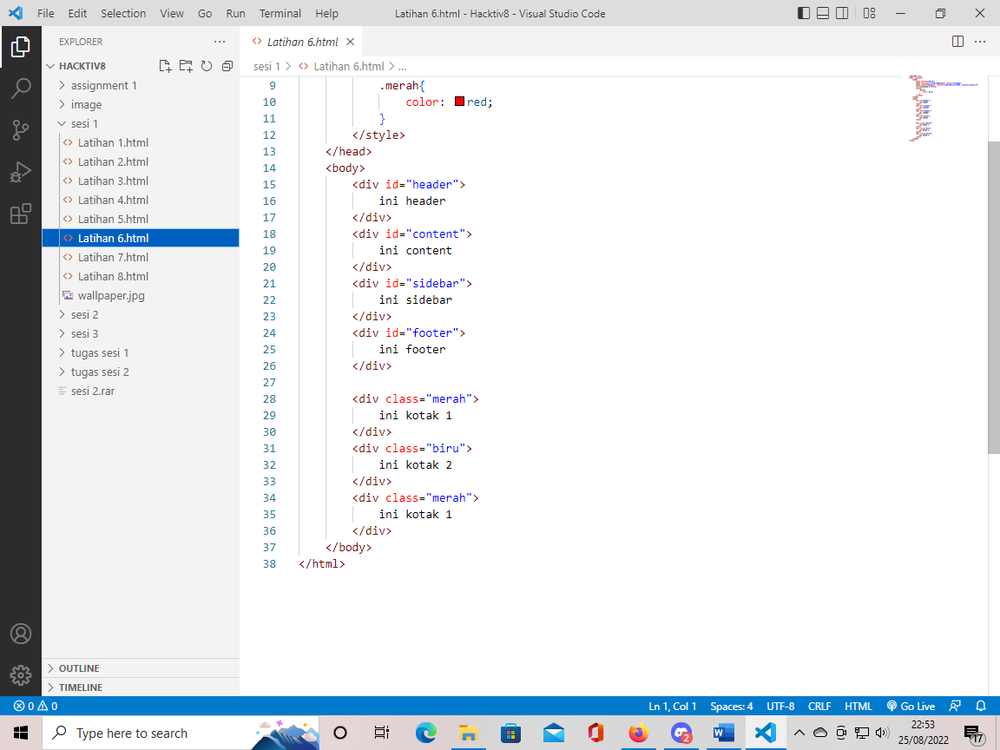 File Edit Selection View Go Run Terminal Help
Latihan 6.html - Hacktiv8 - Visual Studio Code
EXPLORER
HACKTIV8
assignment 1
image
sesi 1
Latihan 1.html
Latihan 2.html
Latihan 3.html
Latihan 4.html
Latihan 5.html
Latihan 6.html
Latihan 7.html
Latihan 8.html
wallpaper.jpg
sesi 2
sesi 3
tugas sesi 1
tugas sesi 2
sesi 2.rar
OUTLINE
TIMELINE
Latihan 6.html
sesi 1 > Latihan 6.html > ...
9 .merah{
10 color: red;
11 }
12 </style>
13 </head>
14 <body>
15 <div id="header">
16 ini header
17 </div>
18 <div id="content">
19 ini content
20 </div>
21 <div id="sidebar">
22 ini sidebar
23 </div>
24 <div id="footer">
25 ini footer
26 </div>
27
28 <div class="merah">
29 ini kotak 1
30 </div>
31 <div class="biru">
32 ini kotak 2
33 </div>
34 <div class="merah">
35 ini kotak 1
36 </div>
37 </body>
38 </html>
0 0 Ln 1, Col 1 Spaces: 4 UTF-8 CRLF HTML Go Live
Type here to search
2
22:53
25/08/2022
17